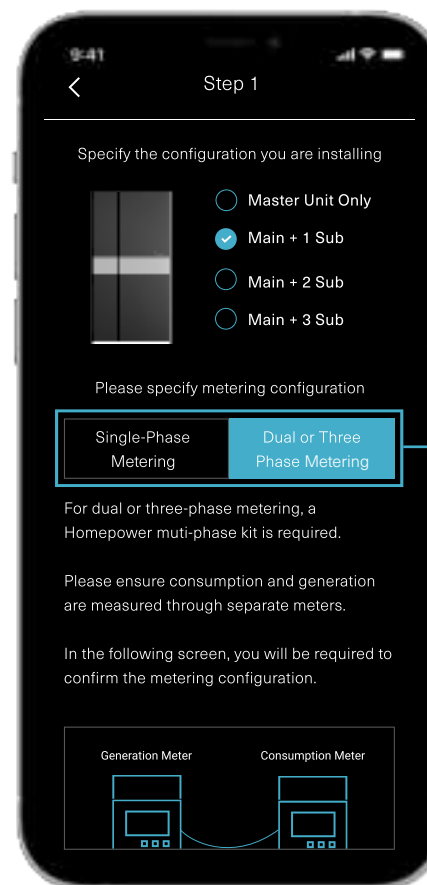 9:41
Step 1
Specify the configuration you are installing
Master Unit Only
Main + 1 Sub
Main + 2 Sub
Main + 3 Sub
Please specify metering configuration
Single-Phase
Metering
Dual or Three
Phase Metering
For dual or three-phase metering, a
Homepower muti-phase kit is required.
Please ensure consumption and generation
are measured through separate meters.
In the following screen, you will be required to
confirm the metering configuration.
Generation Meter
Consumption Meter